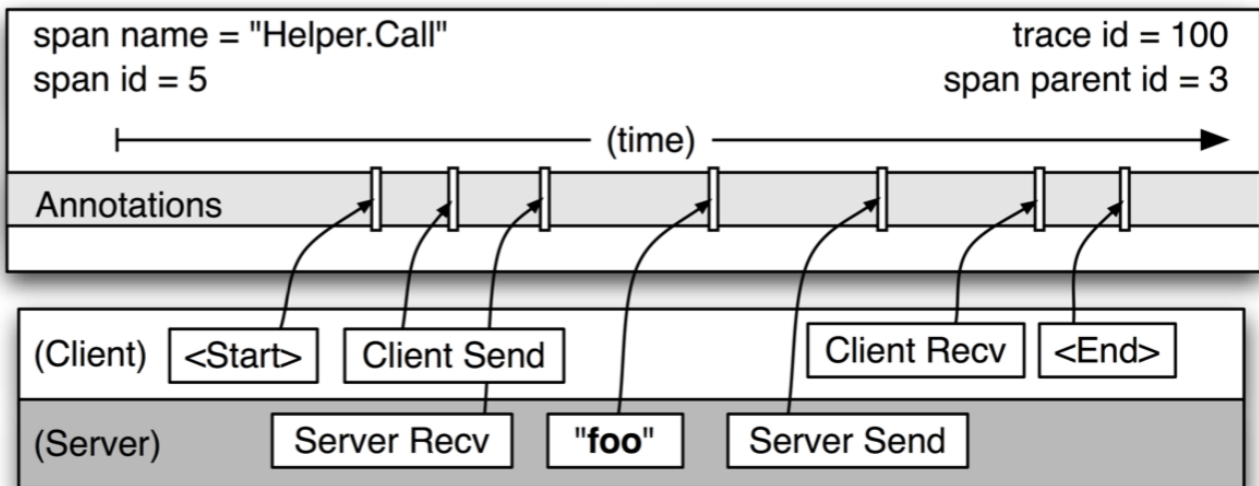 span name = "Helper.Call"
trace id = 100
span id = 5
span parent id = 3
(time)
Annotations
(Client)
<Start>
Client Send
Client Recv
<End>
(Server)
Server Recv
"foo"
Server Send